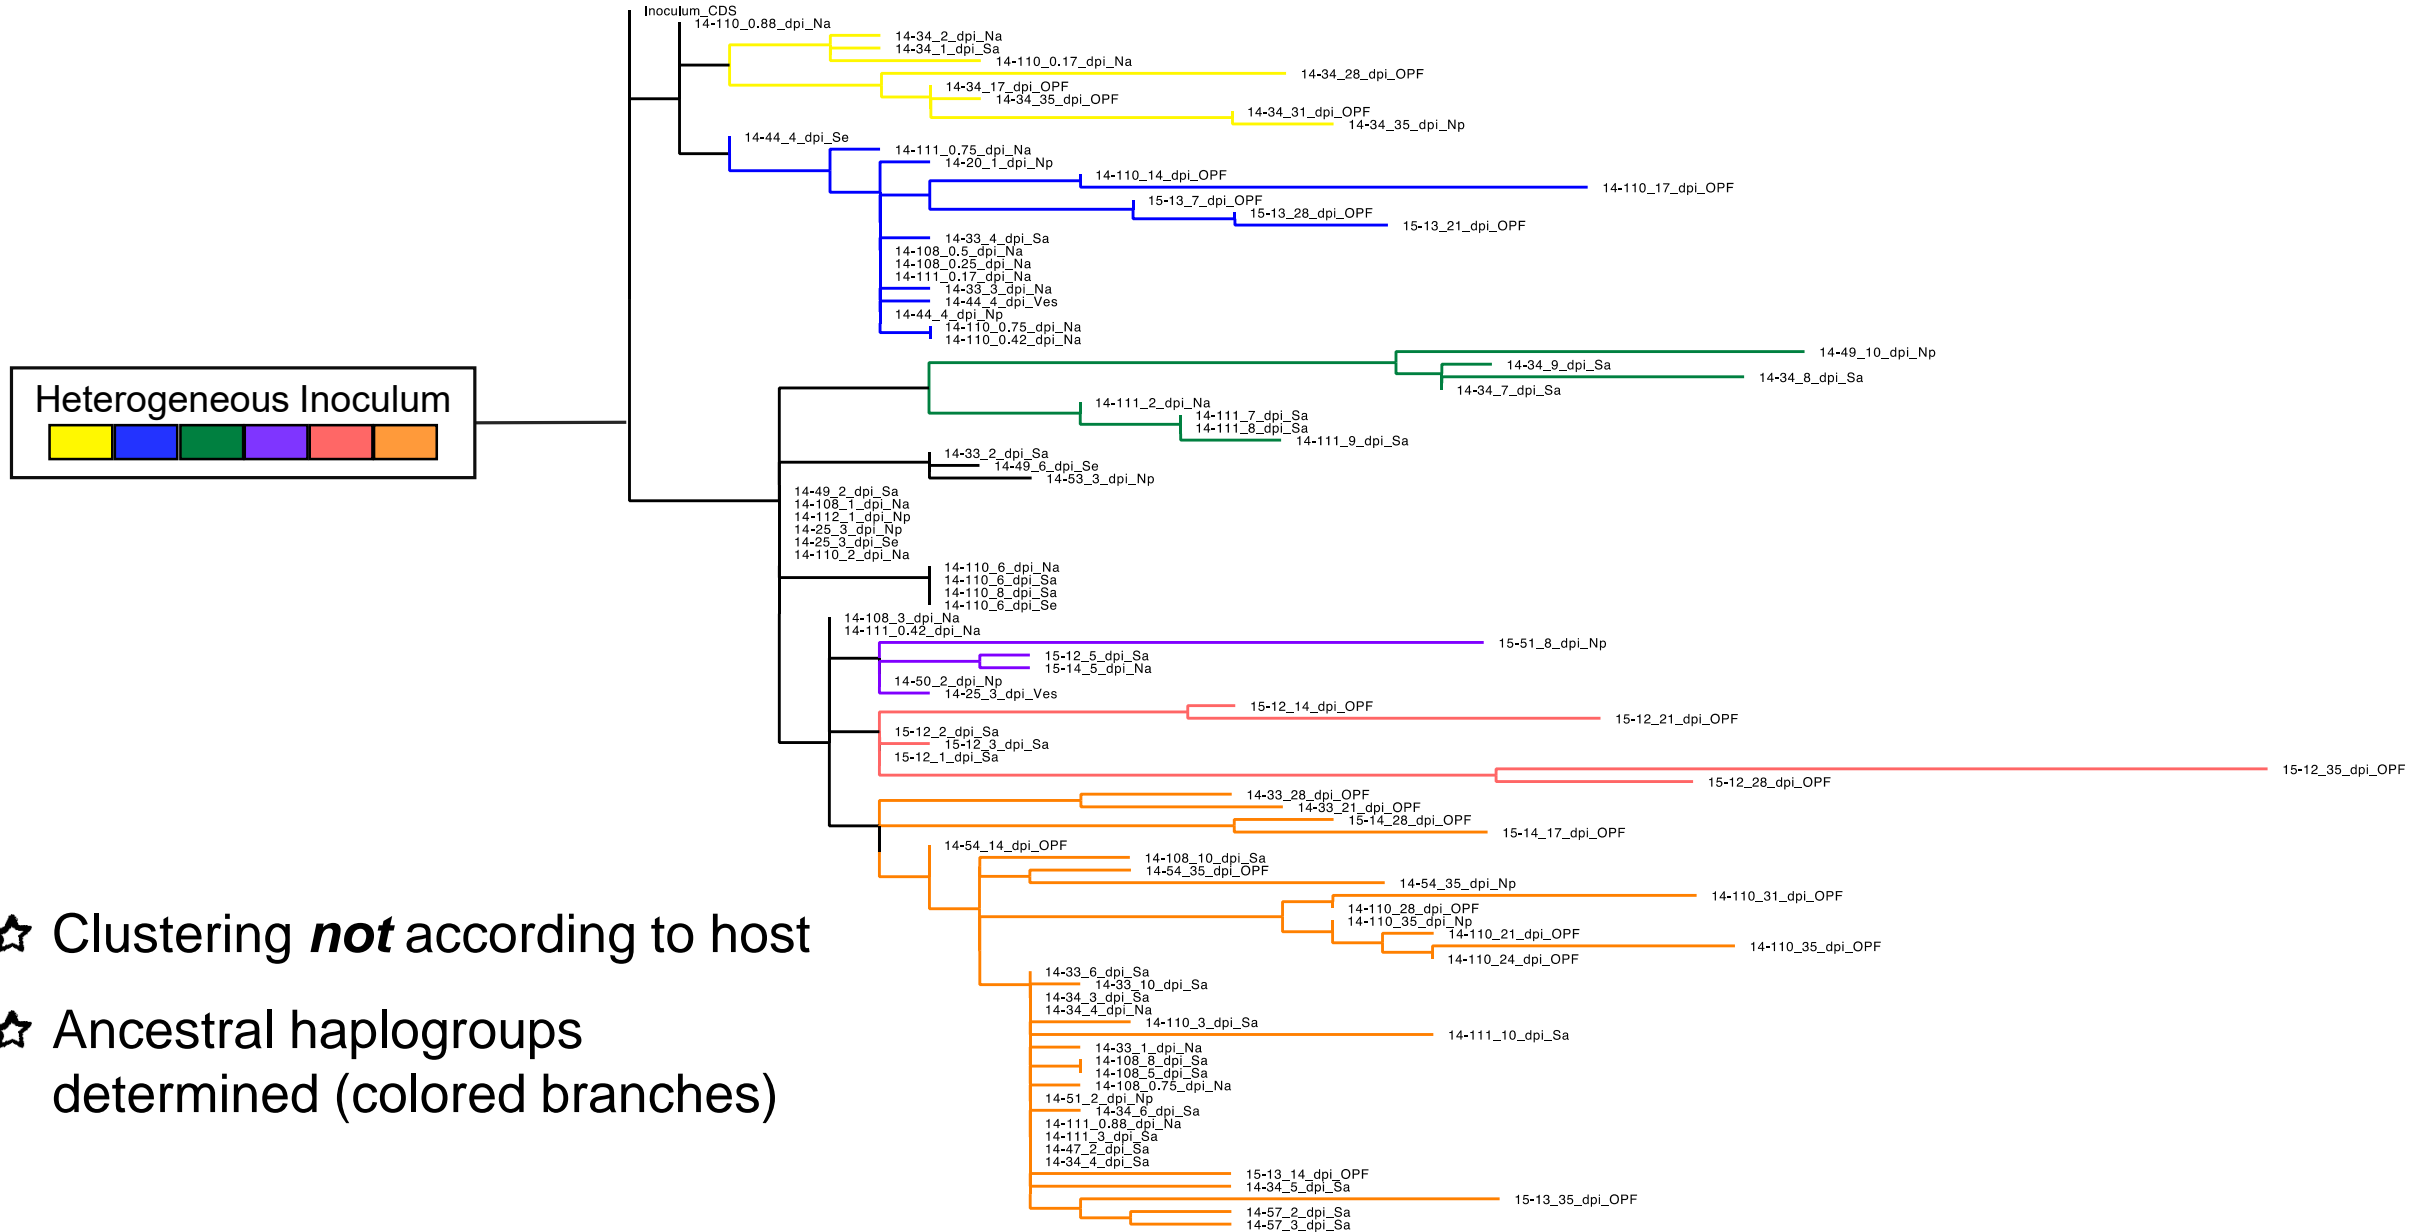 Inoculum_CDS
14-110_0.88_dpi_Na
14-34_2_dpi_Na
14-34_1_dpi_Sa
14-110_0.17_dpi_Na
14-34_28_dpi_OPF
14-34_17_dpi_OPF
14-34_35_dpi_OPF
14-34_31_dpi_OPF
14-34_35_dpi_Np
14-44_4_dpi_Se
14-111_0.75_dpi_Na
14-20_1_dpi_Np
14-110_14_dpi_OPF
14-110_17_dpi_OPF
15-13_7_dpi_OPF
15-13_28_dpi_OPF
15-13_21_dpi_OPF
14-33_4_dpi_Sa
14-108_0.5_dpi_Na
14-108_0.25_dpi_Na
14-111_0.17_dpi_Na
14-33_3_dpi_Na
14-44_4_dpi_Ves
14-44_4_dpi_Np
14-110_0.75_dpi_Na
14-110_0.42_dpi_Na
14-49_10_dpi_Np
14-34_9_dpi_Sa
14-34_8_dpi_Sa
14-34_7_dpi_Sa
Heterogeneous Inoculum
14-111_2_dpi_Na
14-111_7_dpi_Sa
14-111_8_dpi_Sa
14-111_9_dpi_Sa
14-33_2_dpi_Sa
14-49_6_dpi_Se
14-53_3_dpi_Np
14-49_2_dpi_Sa
14-108_1_dpi_Na
14-112_1_dpi_Np
14-25_3_dpi_Np
14-25_3_dpi_Se
14-110_2_dpi_Na
14-110_6_dpi_Na
14-110_6_dpi_Sa
14-110_8_dpi_Sa
14-110_6_dpi_Se
14-108_3_dpi_Na
14-111_0.42_dpi_Na
15-51_8_dpi_Np
15-12_5_dpi_Sa
15-14_5_dpi_Na
14-50_2_dpi_Np
14-25_3_dpi_Ves
15-12_14_dpi_OPF
15-12_21_dpi_OPF
15-12_2_dpi_Sa
15-12_3_dpi_Sa
15-12_1_dpi_Sa
15-12_35_dpi_OPF
15-12_28_dpi_OPF
14-33_28_dpi_OPF
14-33_21_dpi_OPF
15-14_28_dpi_OPF
15-14_17_dpi_OPF
14-54_14_dpi_OPF
14-108_10_dpi_Sa
14-54_35_dpi_OPF
14-54_35_dpi_Np
14-110_31_dpi_OPF
14-110_28_dpi_OPF
14-110_35_dpi_Np
14-110_21_dpi_OPF
14-110_35_dpi_OPF
14-110_24_dpi_OPF
14-33_6_dpi_Sa
14-33_10_dpi_Sa
14-34_3_dpi_Sa
14-34_4_dpi_Na
14-110_3_dpi_Sa
14-111_10_dpi_Sa
14-33_1_dpi_Na
14-108_8_dpi_Sa
14-108_5_dpi_Sa
14-108_0.75_dpi_Na
14-51_2_dpi_Np
14-34_6_dpi_Sa
14-111_0.88_dpi_Na
14-111_3_dpi_Sa
14-47_2_dpi_Sa
14-34_4_dpi_Sa
15-13_14_dpi_OPF
14-34_5_dpi_Sa
15-13_35_dpi_OPF
14-57_2_dpi_Sa
14-57_3_dpi_Sa
Clustering not according to host
Ancestral haplogroups
determined (colored branches)